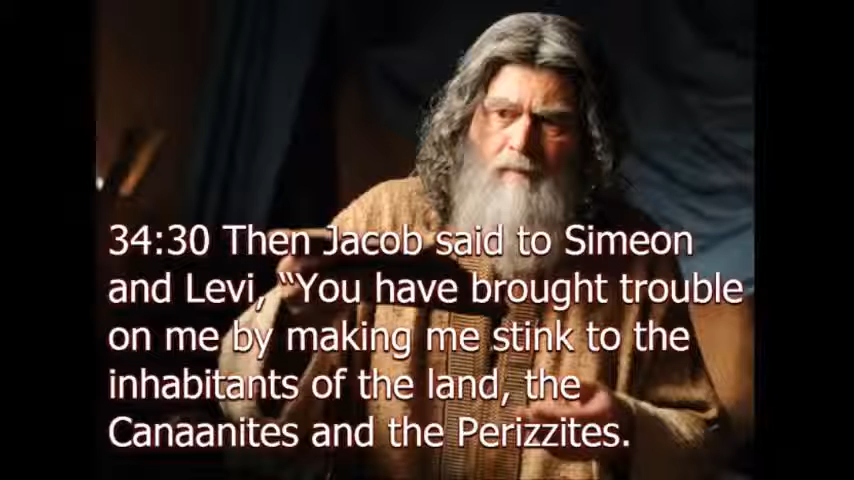 34:30 Then Jacob said to Simeon
and Levi, “You have brought trouble
on me by making me stink to the
inhabitants of the land, the
Canaanites and the Perizzites.